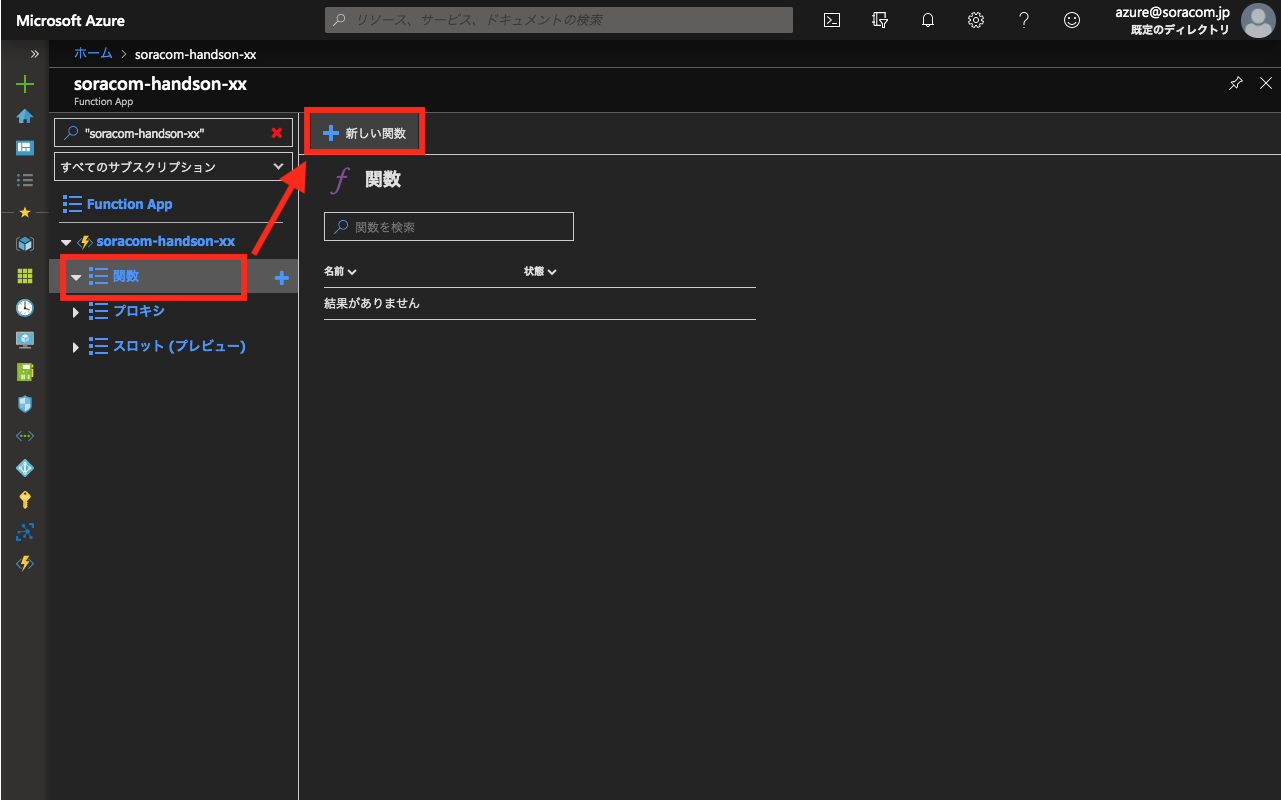 Microsoft Azure
リソース、サービス、ドキュメントの検索
azure@soracom.jp
既定のディレクトリ
ホーム > soracom-handson-xx
soracom-handson-xx
Function App
"soracom-handson-xx"
すべてのサブスクリプション
Function App
soracom-handson-xx
関数
プロキシ
スロット (プレビュー)
新しい関数
関数
関数を検索
名前 状態
結果がありません